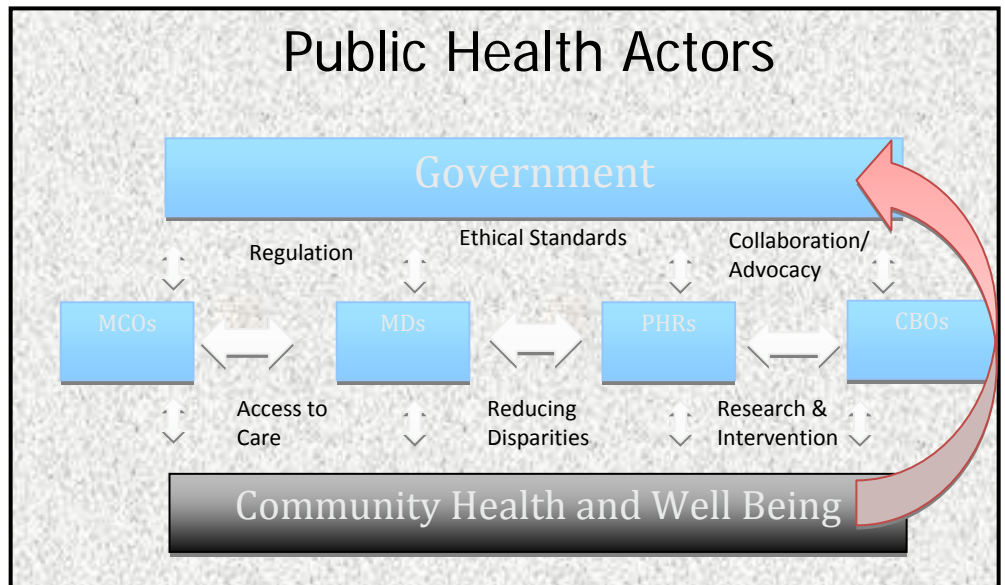 Public Health Actors
Government
Regulation
Ethical Standards
Collaboration/
Advocacy
MCOs
MDs
PHRs
CBOs
Access to
Care
Reducing
Disparities
Research &
Intervention
Community Health and Well Being